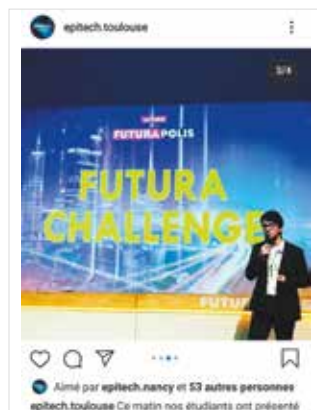 epitech.toulouse
3/4
FUTURAPOLIS
FUTURA
CHALLENGE
FUTUR
Aimé par epitech.nancy et 53 autres personnes
epitech.toulouse Ce matin nos étudiants ont présenté